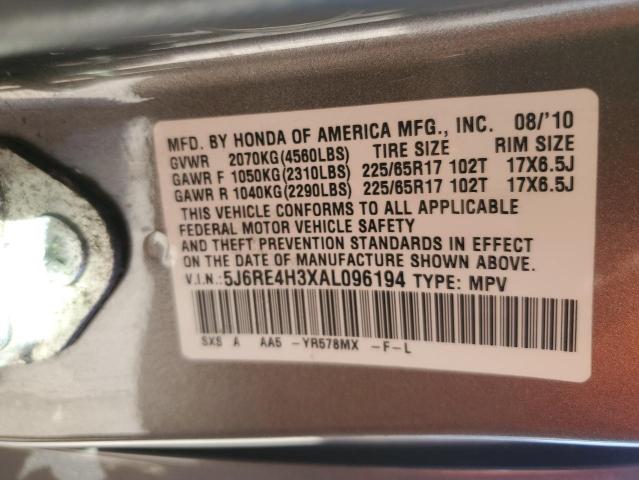 MFD. BY HONDA OF AMERICA MFG., INC. 08/'10
GVWR 2070KG(4560LBS) TIRE SIZE RIM SIZE
GAWR F 1050KG(2310LBS) 225/65R17 102T 17X6.5J
GAWR R 1040KG(2290LBS) 225/65R17 102T 17X6.5J
THIS VEHICLE CONFORMS TO ALL APPLICABLE
FEDERAL MOTOR VEHICLE SAFETY
AND THEFT PREVENTION STANDARDS IN EFFECT
ON THE DATE OF MANUFACTURE SHOWN ABOVE.
V.I.N.:5J6RE4H3XAL096194 TYPE: MPV
SXS A AA5 -YR578MX -F-L